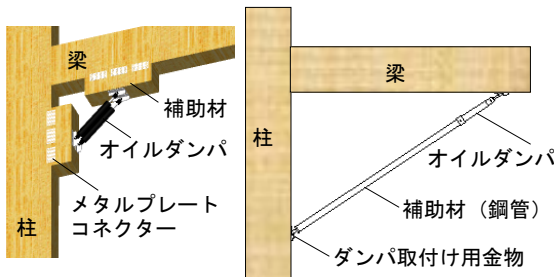 梁
補助材
オイルダンパ
メタルプレート
コネクター
柱
梁
柱
オイルダンパ
補助材（鋼管）
ダンパ取付け用金物